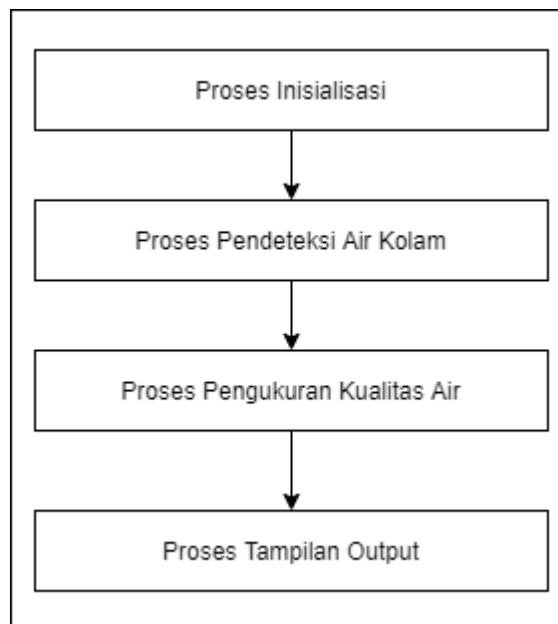 Proses Inisialisasi
Proses Pendeteksi Air Kolam
Proses Pengukuran Kualitas Air
Proses Tampilan Output